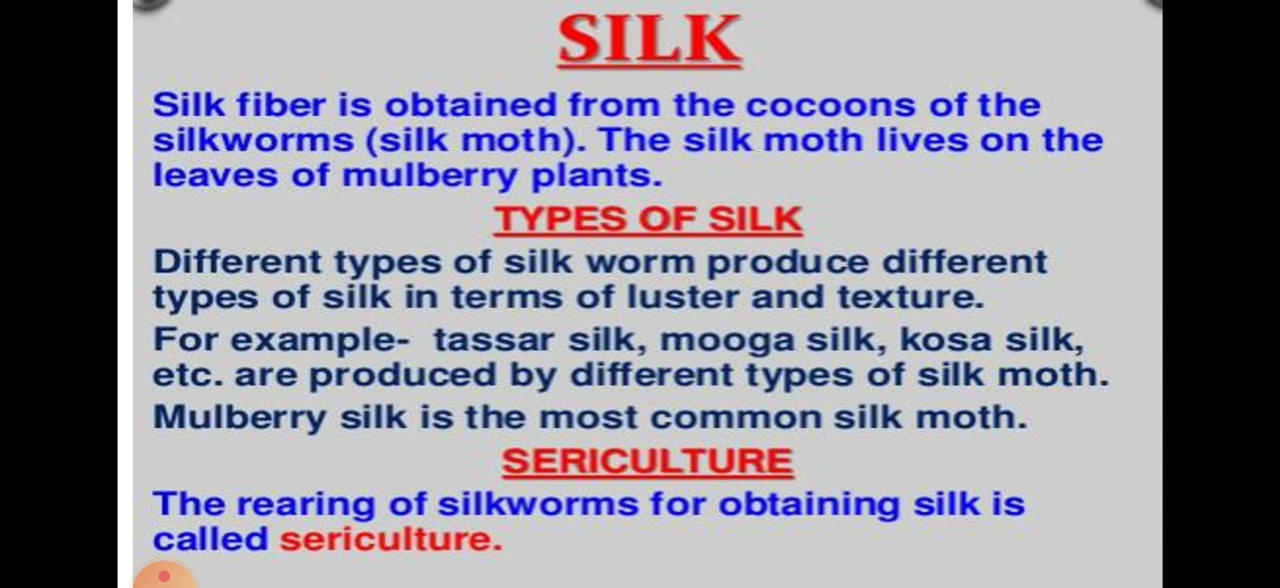 SILK
Silk fiber is obtained from the cocoons of the
silkworms (silk moth). The silk moth lives on the
leaves of mulberry plants.
TYPES OF SILK
Different types of silk worm produce different
types of silk in terms of luster and texture.
For example- tassar silk, mooga silk, kosa silk,
etc. are produced by different types of silk moth.
Mulberry silk is the most common silk moth.
SERICULTURE
The rearing of silkworms for obtaining silk is
called sericulture.